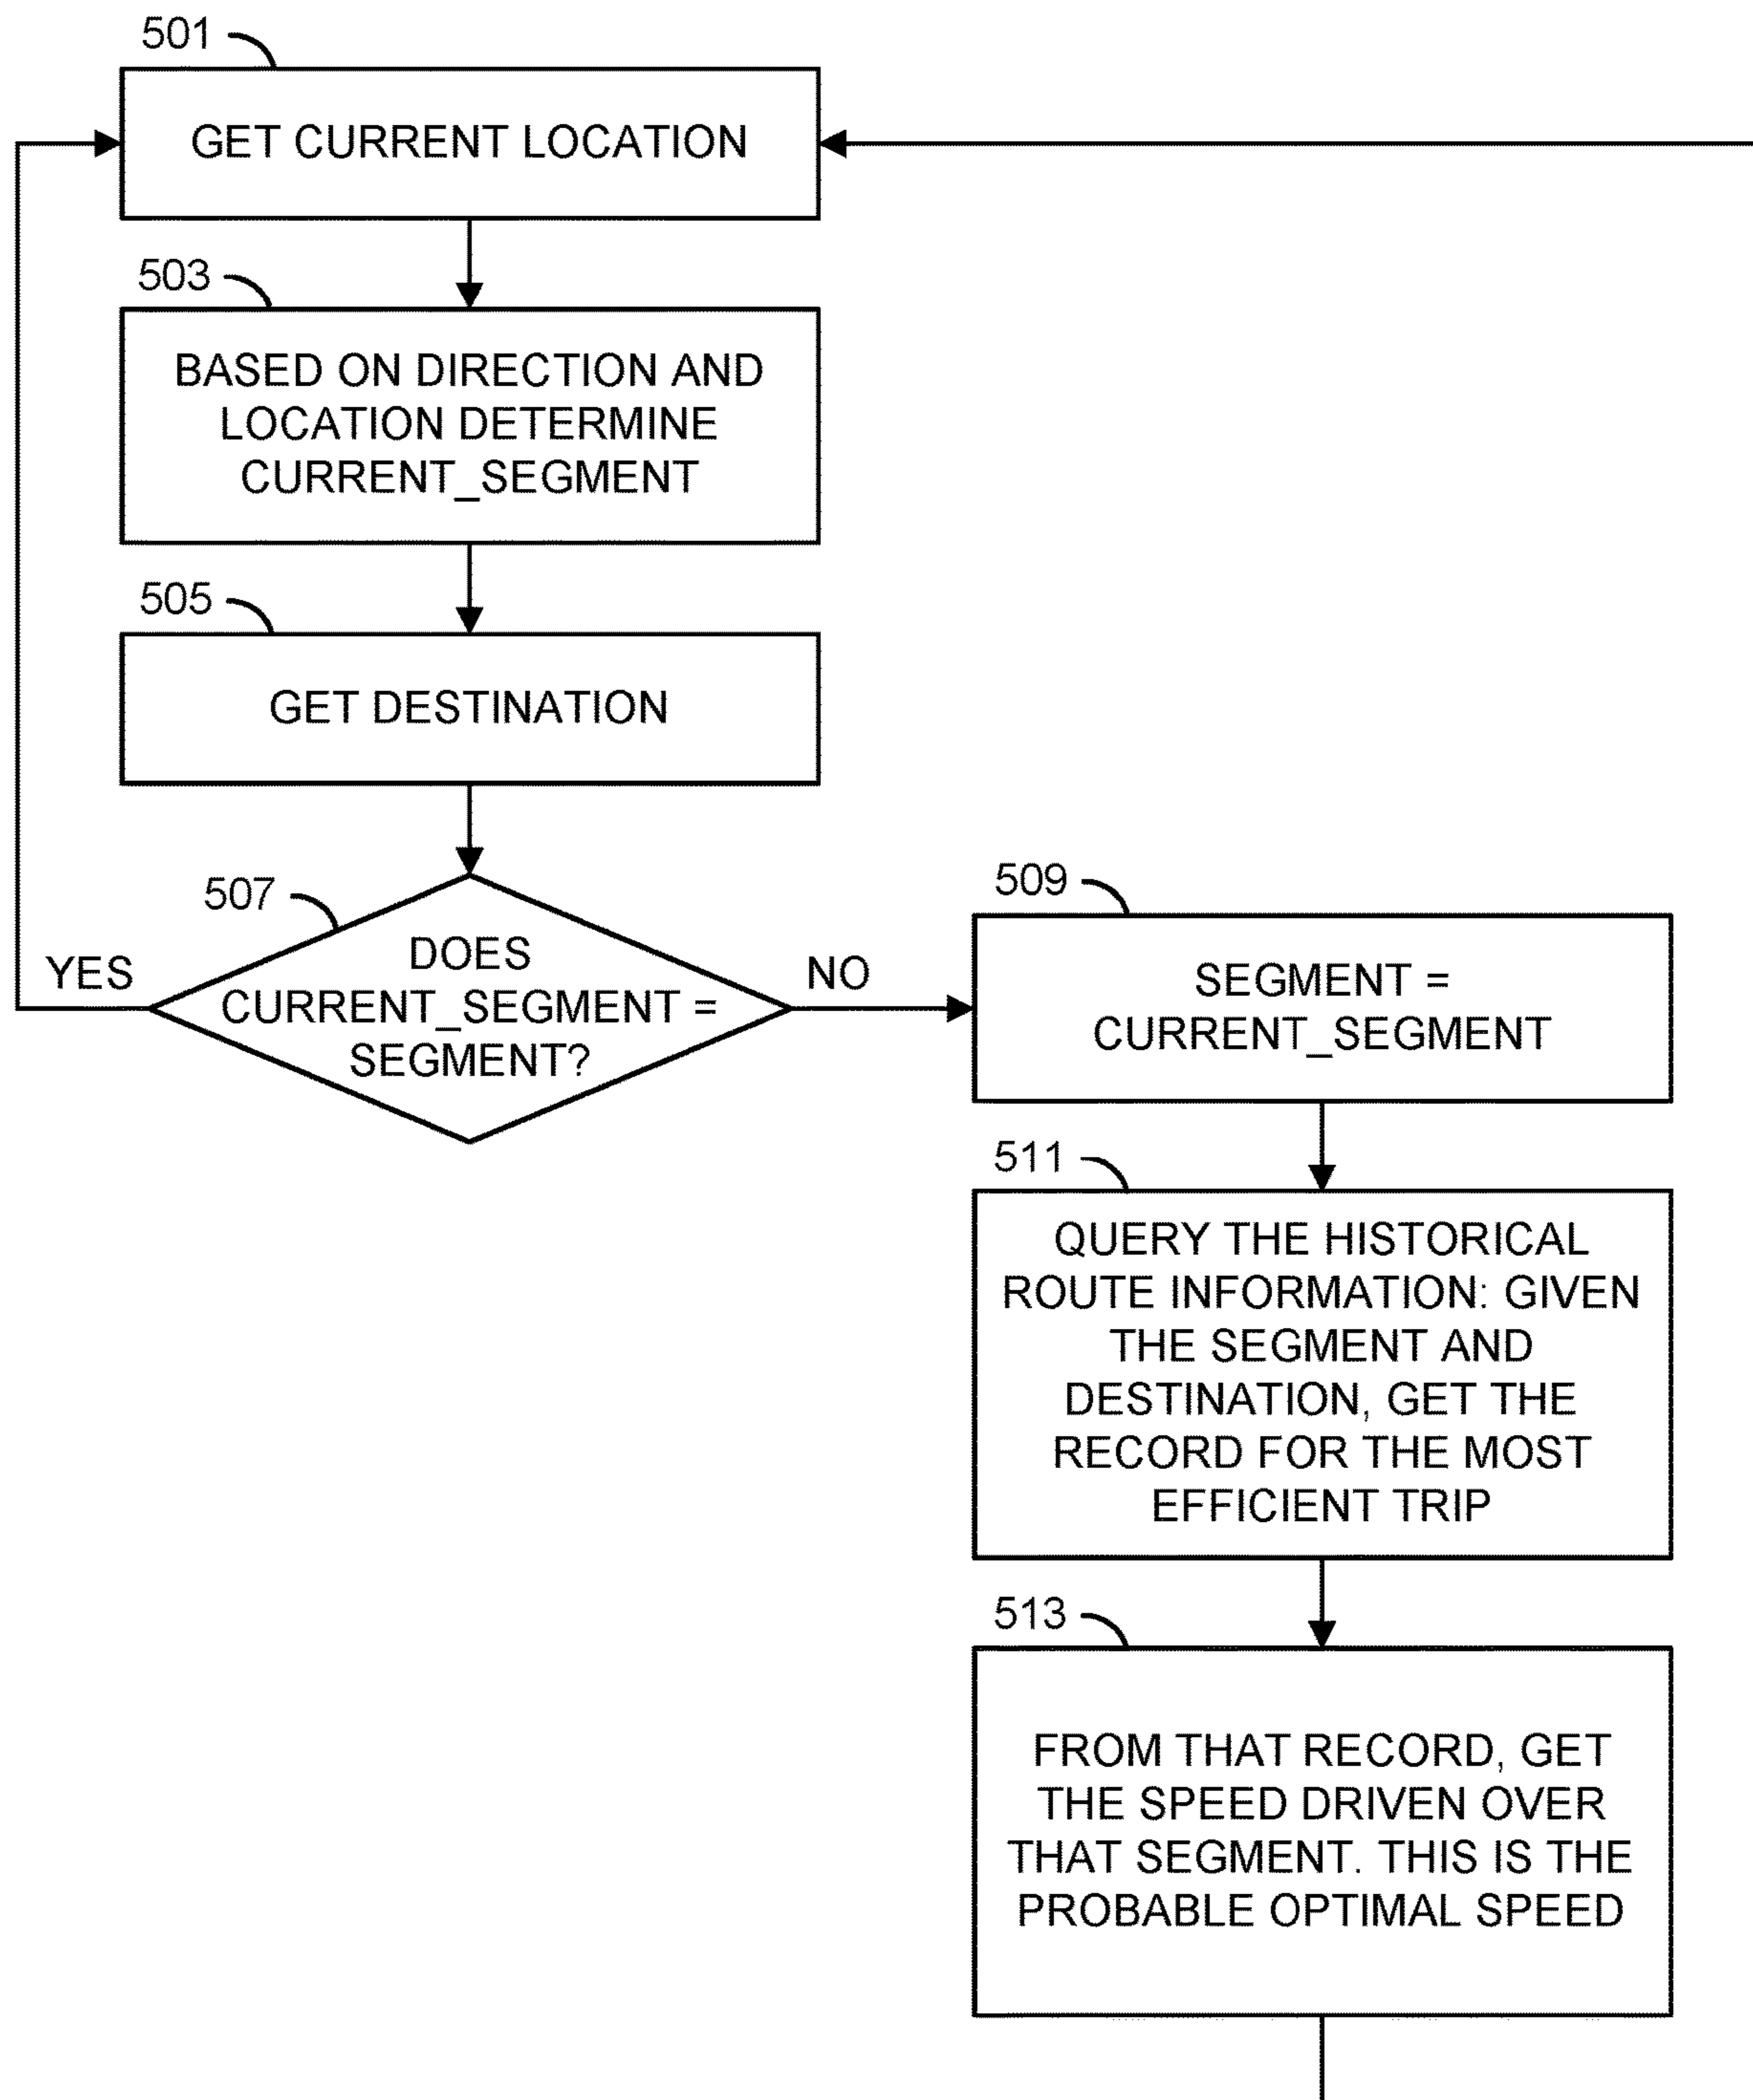 501
GET CURRENT LOCATION
503
BASED ON DIRECTION AND
LOCATION DETERMINE
CURRENT_SEGMENT
505
GET DESTINATION
507
DOES
CURRENT_SEGMENT =
SEGMENT?
YES
NO
509
SEGMENT =
CURRENT_SEGMENT
511
QUERY THE HISTORICAL
ROUTE INFORMATION: GIVEN
THE SEGMENT AND
DESTINATION, GET THE
RECORD FOR THE MOST
EFFICIENT TRIP
513
FROM THAT RECORD, GET
THE SPEED DRIVEN OVER
THAT SEGMENT. THIS IS THE
PROBABLE OPTIMAL SPEED